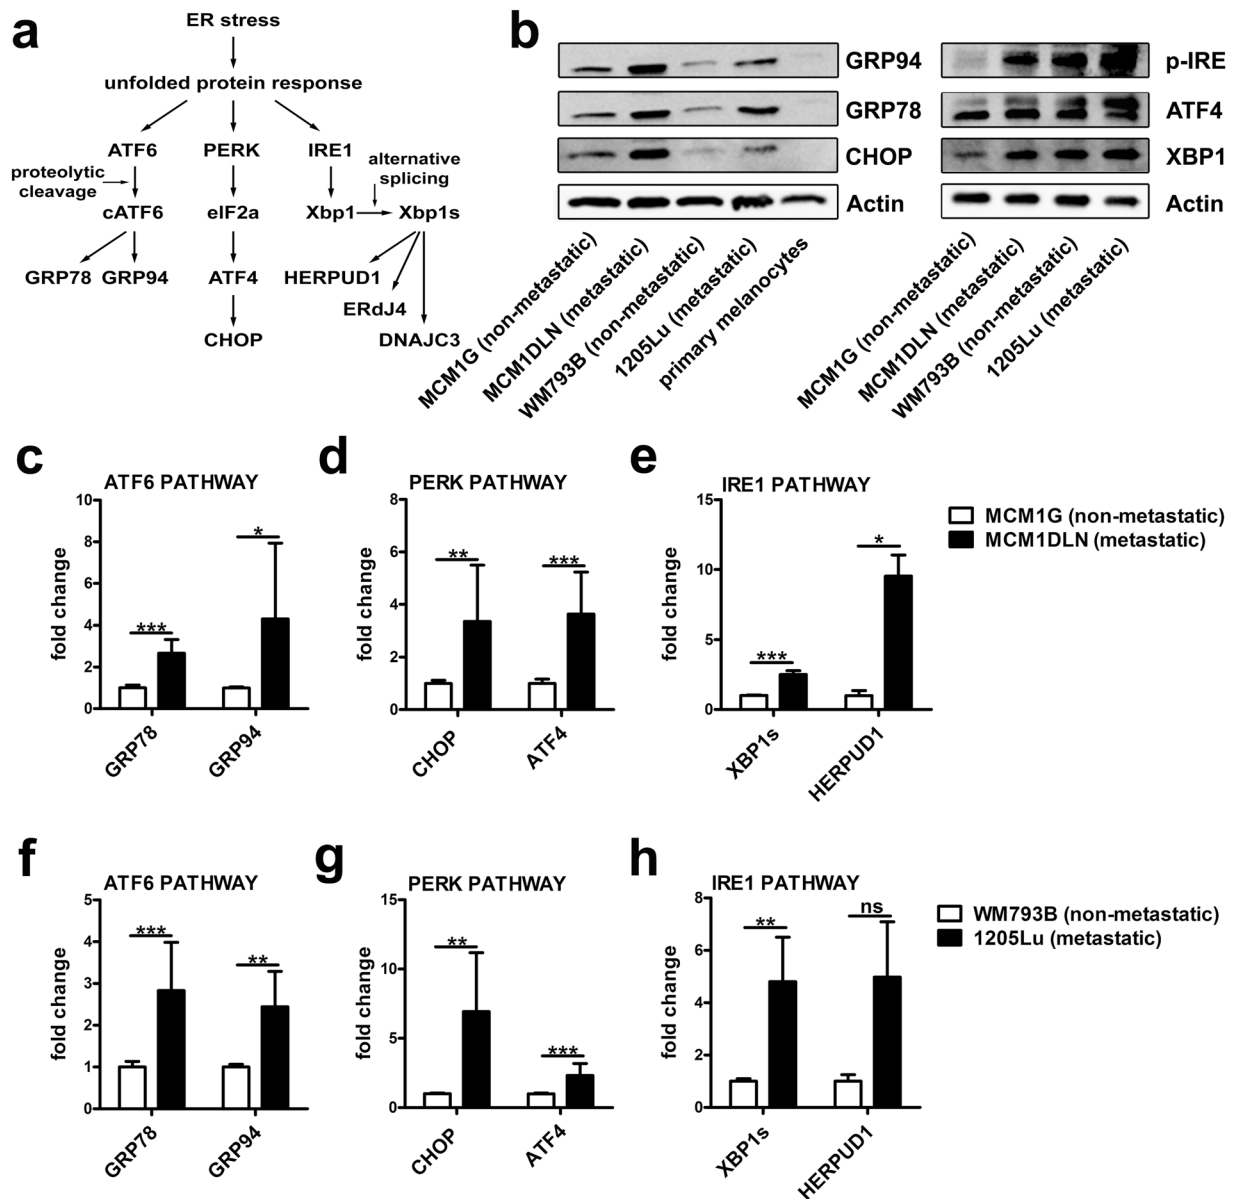 a
ER stress
unfolded protein response
ATF6 PERK IRE1
proteolytic
cleavage
alternative
splicing
cATF6 eIF2a Xbp1 Xbp1s
GRP78 GRP94 ATF4 HERPUD1
ERdJ4
CHOP DNAJC3
b
GRP94
GRP78
CHOP
Actin
MCM1G (non-metastatic)
MCM1DLN (metastatic)
WM793B (non-metastatic)
1205Lu (metastatic)
primary melanocytes
p-IRE
ATF4
XBP1
Actin
MCM1G (non-metastatic)
MCM1DLN (metastatic)
WM793B (non-metastatic)
1205Lu (metastatic)
c
ATF6 PATHWAY
fold change
10
8
6
4
2
0
***
*
GRP78
GRP94
d
PERK PATHWAY
fold change
8
6
4
2
0
**
***
CHOP
ATF4
e
IRE1 PATHWAY
fold change
15
10
5
0
***
*
XBP1s
HERPUD1
MCM1G (non-metastatic)
MCM1DLN (metastatic)
f
ATF6 PATHWAY
fold change
5
4
3
2
1
0
***
**
GRP78
GRP94
g
PERK PATHWAY
fold change
15
10
5
0
**
***
CHOP
ATF4
h
IRE1 PATHWAY
fold change
8
6
4
2
0
**
ns
XBP1s
HERPUD1
WM793B (non-metastatic)
1205Lu (metastatic)